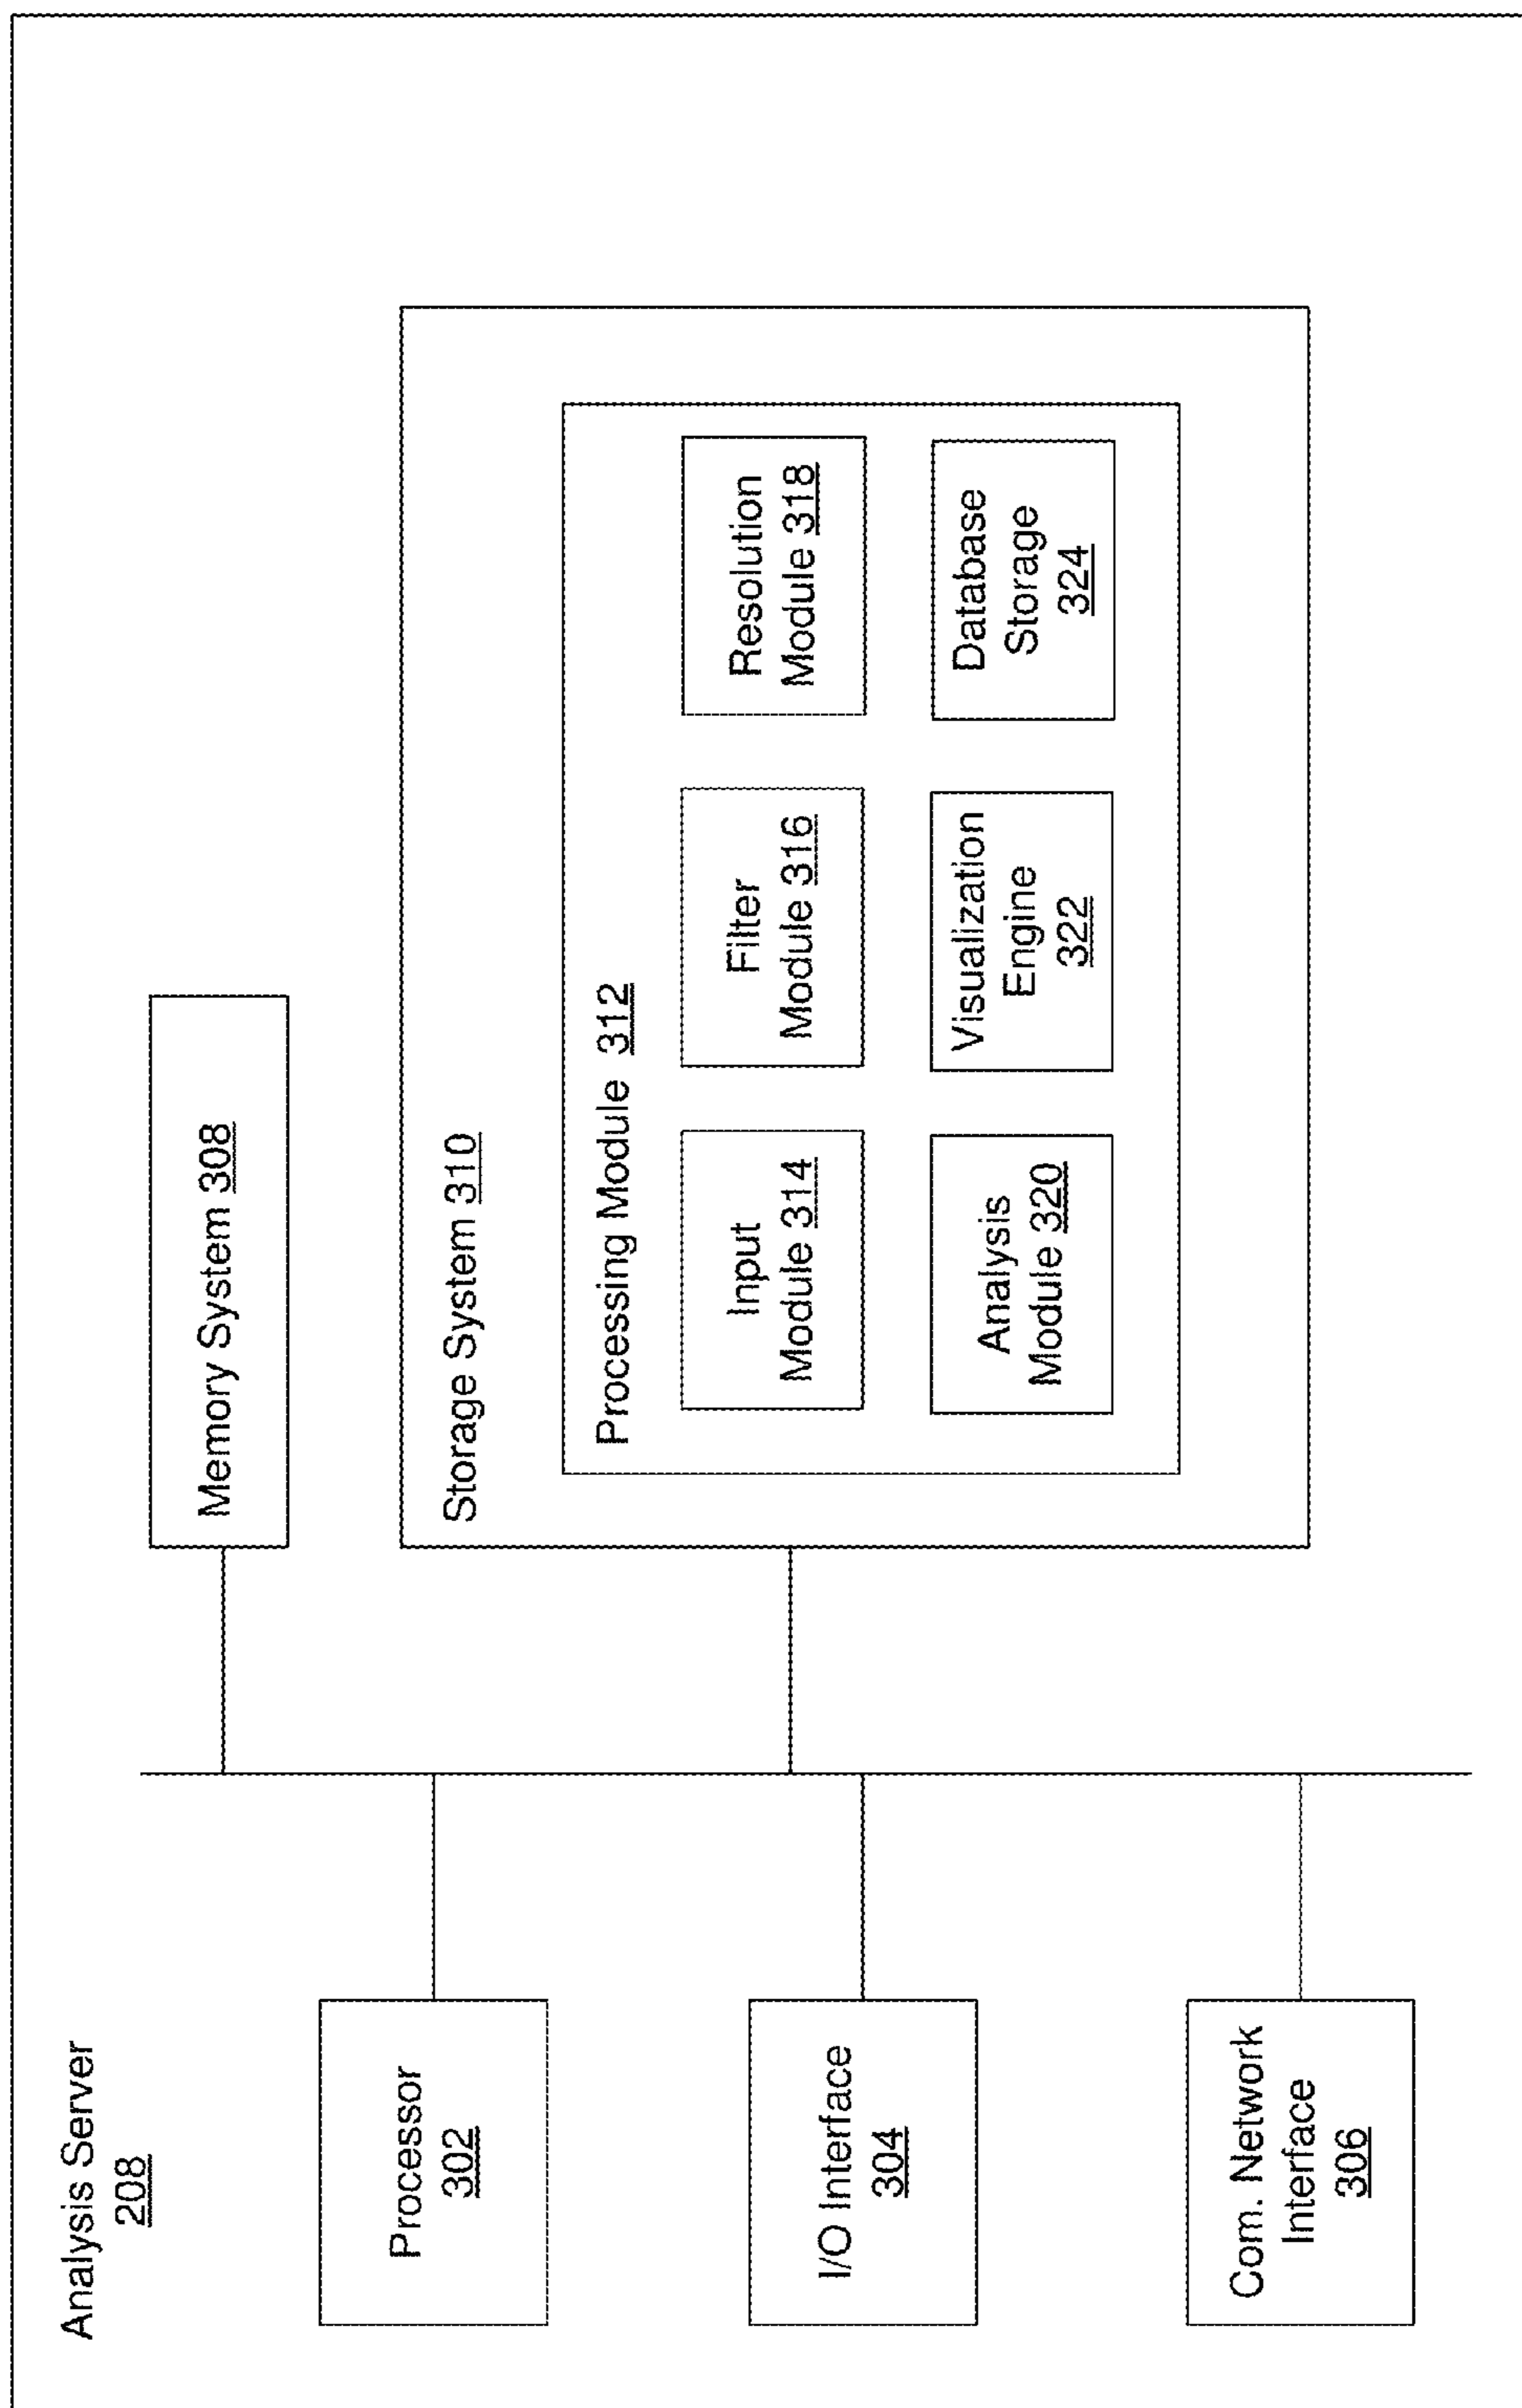 Analysis Server
208
Processor
302
I/O Interface
304
Com. Network
Interface
306
Memory System 308
Storage System 310
Processing Module 312
Input
Module 314
Filter
Module 316
Resolution
Module 318
Analysis
Module 320
Visualization
Engine
322
Database
Storage
324